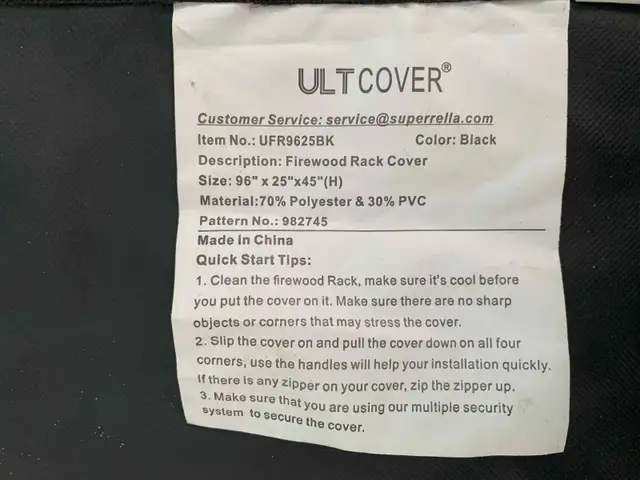 ULTCOVER®
Customer Service: service@superrella.com
Item No.: UFR9625BK Color: Black
Description: Firewood Rack Cover
Size: 96" x 25"x45"(H)
Material:70% Polyester & 30% PVC
Pattern No.: 982745
Made In China
Quick Start Tips:
1. Clean the firewood Rack, make sure it's cool before
you put the cover on it. Make sure there are no sharp
objects or corners that may stress the cover.
2. Slip the cover on and pull the cover down on all four
corners, use the handles will help your installation quickly.
If there is any zipper on your cover, zip the zipper up.
3. Make sure that you are using our multiple security
system to secure the cover.